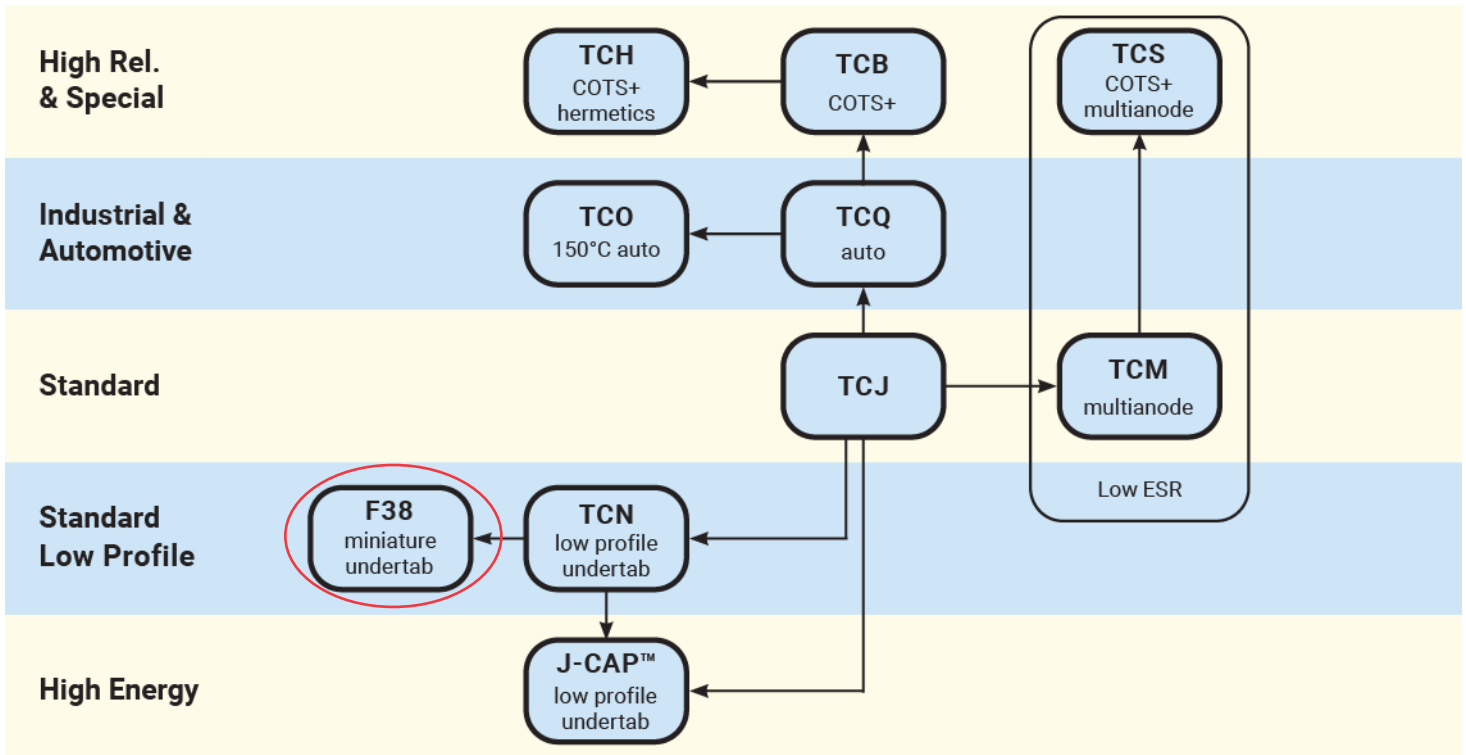 High Rel.
& Special
TCH
COTS+
hermetics
TCB
COTS+
TCS
COTS+
multianode
Industrial &
Automotive
TCO
150°C auto
TCQ
auto
Standard
TCJ
TCM
multianode
Low ESR
Standard
Low Profile
F38
miniature
undertab
TCN
low profile
undertab
High Energy
J-CAP™
low profile
undertab